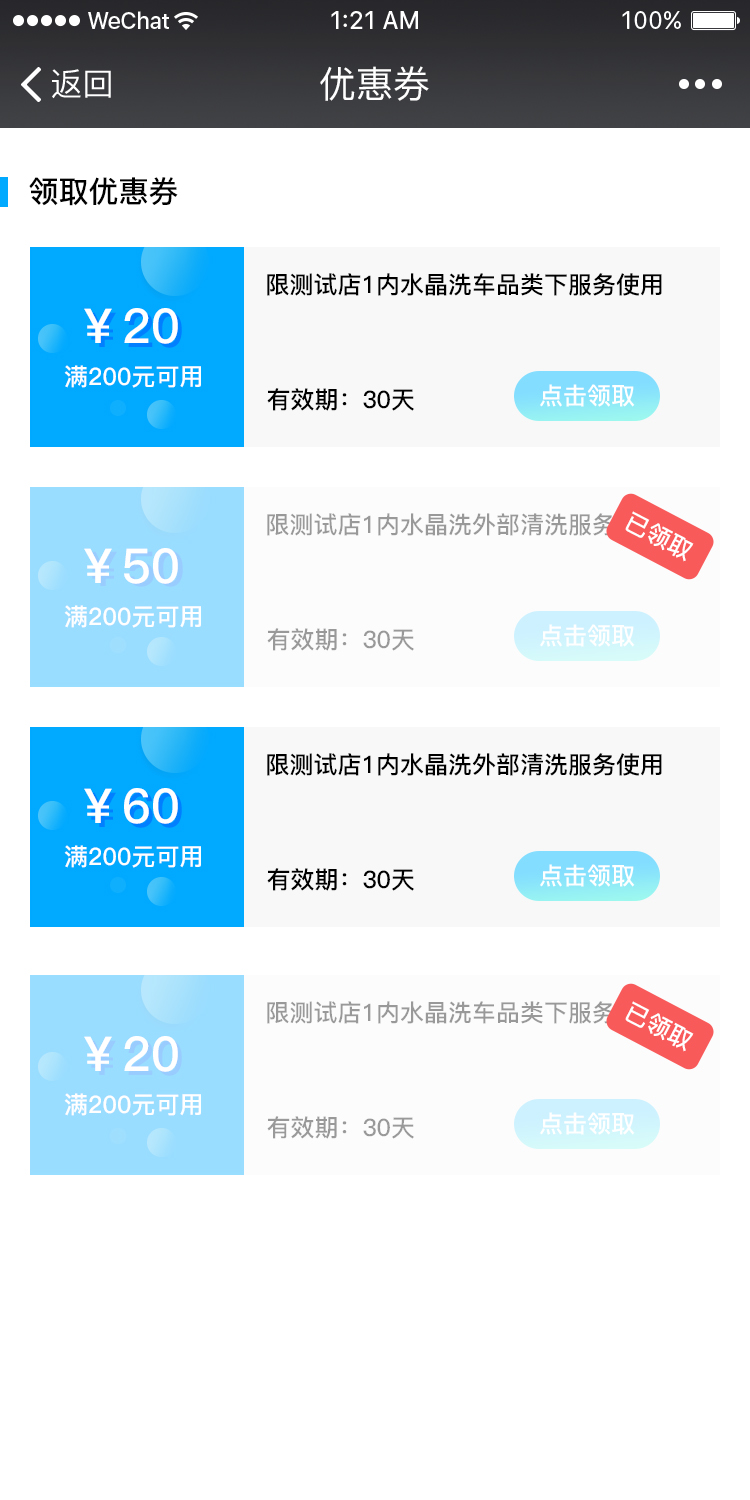 WeChat 1:21 AM 100%
返回 优惠券
领取优惠券
限测试店1内水晶洗车品类下服务使用
¥20
满200元可用
有效期：30天 点击领取
限测试店1内水晶洗外部清洗服务
已领取
¥50
满200元可用
有效期：30天 点击领取
限测试店1内水晶洗外部清洗服务使用
¥60
满200元可用
有效期：30天 点击领取
限测试店1内水晶洗车品类下服务
已领取
¥20
满200元可用
有效期：30天 点击领取